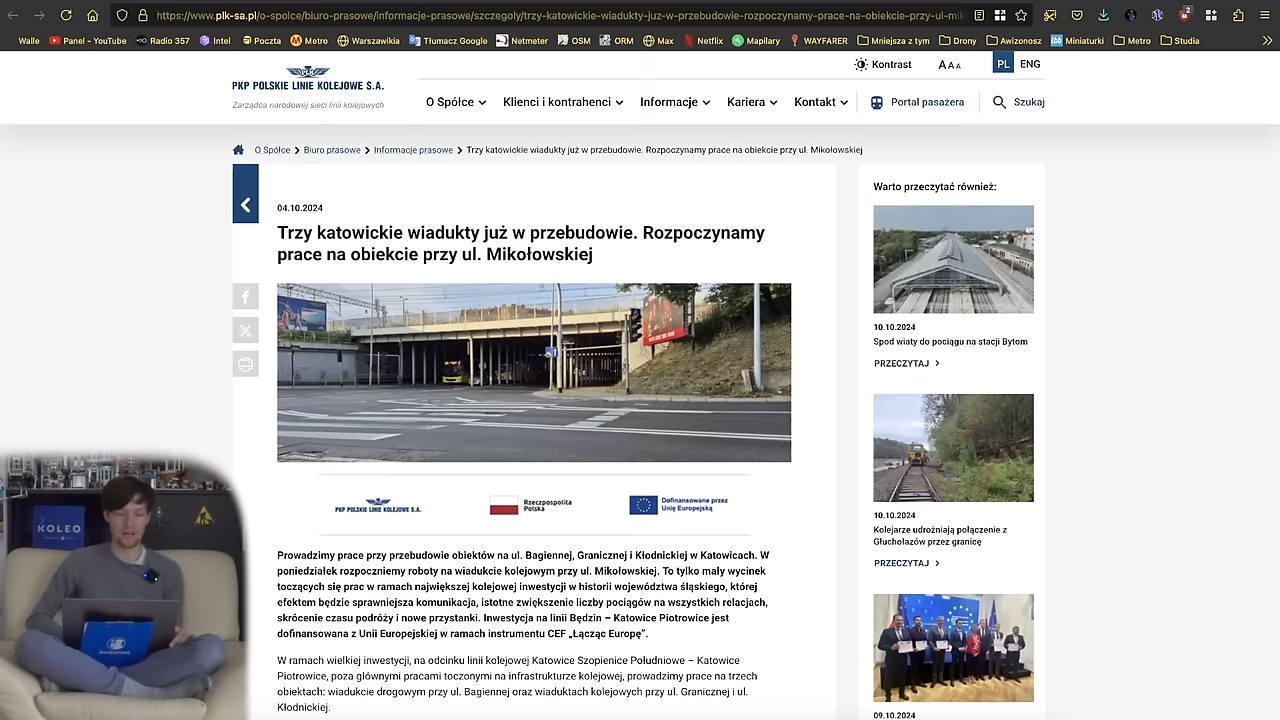 https://www.plk-sa.pl/o-spolce/biuro-prasowe/informacje-prasowe/szczegoly/trzy-katowickie-wiadukty-juz-w-przebudowie-rozpoczynamy-prace-na-obiekcie-przy-ul-mik
Walle Panel - YouTube Radio 357 Intel Poczta Metro Warszawikia Tłumacz Google Netmeter OSM ORM Max Netflix Mapilary WAYFARER Mniejsza z tym Drony Awizonosz Miniaturki Metro Studia
Kontrast A A A PL ENG
PKP POLSKIE LINIE KOLEJOWE S.A.
Zarządca narodowej sieci linii kolejowych
O Spółce Klienci i kontrahenci Informacje Kariera Kontakt Portal pasażera Szukaj
O Spółce Biuro prasowe Informacje prasowe Trzy katowickie wiadukty już w przebudowie. Rozpoczynamy prace na obiekcie przy ul. Mikołowskiej
04.10.2024
Trzy katowickie wiadukty już w przebudowie. Rozpoczynamy
prace na obiekcie przy ul. Mikołowskiej
PKP POLSKIE LINIE KOLEJOWE S.A.
Rzeczpospolita
Polska
Dofinansowane przez
Unię Europejską
Prowadzimy prace przy przebudowie obiektów na ul. Bagiennej, Granicznej i Kłodnickiej w Katowicach. W
poniedziałek rozpoczniemy roboty na wiadukcie kolejowym przy ul. Mikołowskiej. To tylko mały wycinek
toczących się prac w ramach największej kolejowej inwestycji w historii województwa śląskiego, której
efektem będzie sprawniejsza komunikacja, istotne zwiększenie liczby pociągów na wszystkich relacjach,
skrócenie czasu podróży i nowe przystanki. Inwestycja na linii Będzin – Katowice Piotrowice jest
dofinansowana z Unii Europejskiej w ramach instrumentu CEF „Łącząc Europę”.
W ramach wielkiej inwestycji, na odcinku linii kolejowej Katowice Szopienice Południowe – Katowice
Piotrowice, poza głównymi pracami toczonymi na infrastrukturze kolejowej, prowadzimy prace na trzech
obiektach: wiadukcie drogowym przy ul. Bagiennej oraz wiaduktach kolejowych przy ul. Granicznej i ul.
Kłodnickiej.
Warto przeczytać również:
10.10.2024
Spod wiaty do pociągu na stacji Bytom
PRZECZYTAJ
10.10.2024
Kolejarze udrożniają połączenie z
Głuchołazów przez granicę
PRZECZYTAJ
09.10.2024
KOLEO